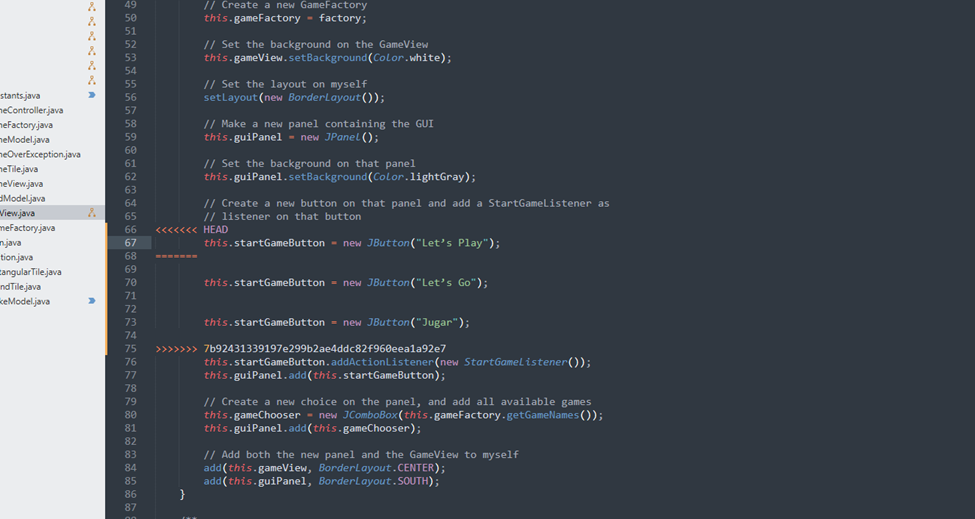 stants.java
neController.java
neFactory.java
neModel.java
neOverException.java
neTile.java
neView.java
dModel.java
View.java
meFactory.java
n.java
tion.java
tangularTile.java
ndTile.java
keModel.java
49 // Create a new GameFactory
50 this.gameFactory = factory;
51
52 // Set the background on the GameView
53 this.gameView.setBackground(Color.white);
54
55 // Set the layout on myself
56 setLayout(new BorderLayout());
57
58 // Make a new panel containing the GUI
59 this.guiPanel = new JPanel();
60
61 // Set the background on that panel
62 this.guiPanel.setBackground(Color.lightGray);
63
64 // Create a new button on that panel and add a StartGameListener as
65 // listener on that button
66 <<<<<<< HEAD
67 this.startGameButton = new JButton("Let’s Play");
68 =======
69
70 this.startGameButton = new JButton("Let’s Go");
71
72
73 this.startGameButton = new JButton("Jugar");
74
75 >>>>>>> 7b92431339197e299b2ae4ddc82f960eea1a92e7
76 this.startGameButton.addActionListener(new StartGameListener());
77 this.guiPanel.add(this.startGameButton);
78
79 // Create a new choice on the panel, and add all available games
80 this.gameChooser = new JComboBox(this.gameFactory.getGameNames());
81 this.guiPanel.add(this.gameChooser);
82
83 // Add both the new panel and the GameView to myself
84 add(this.gameView, BorderLayout.CENTER);
85 add(this.guiPanel, BorderLayout.SOUTH);
86 }
87